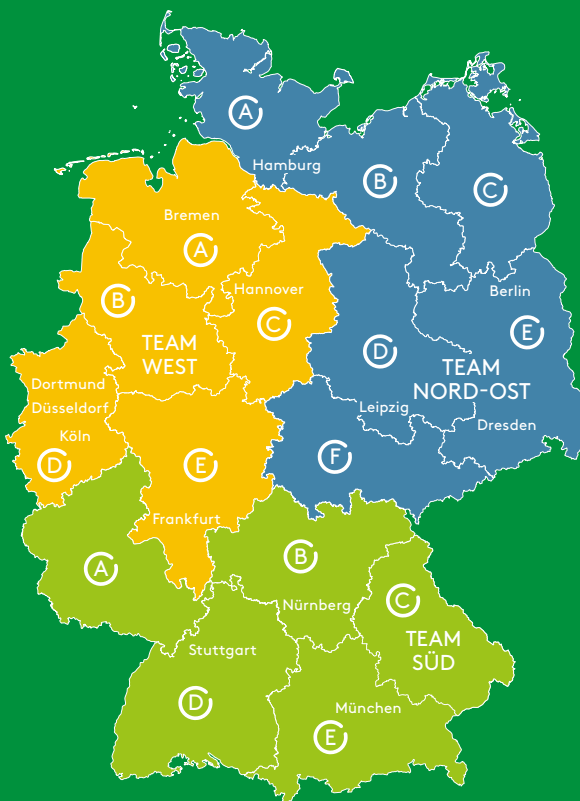 A
Hamburg
B
C
Bremen
A
Hannover
B
C
TEAM
WEST
Berlin
E
D
TEAM
NORD-OST
Leipzig
Dresden
F
Dortmund
Düsseldorf
Köln
D
E
Frankfurt
A
B
Nürnberg
C
TEAM
SÜD
Stuttgart
D
München
E